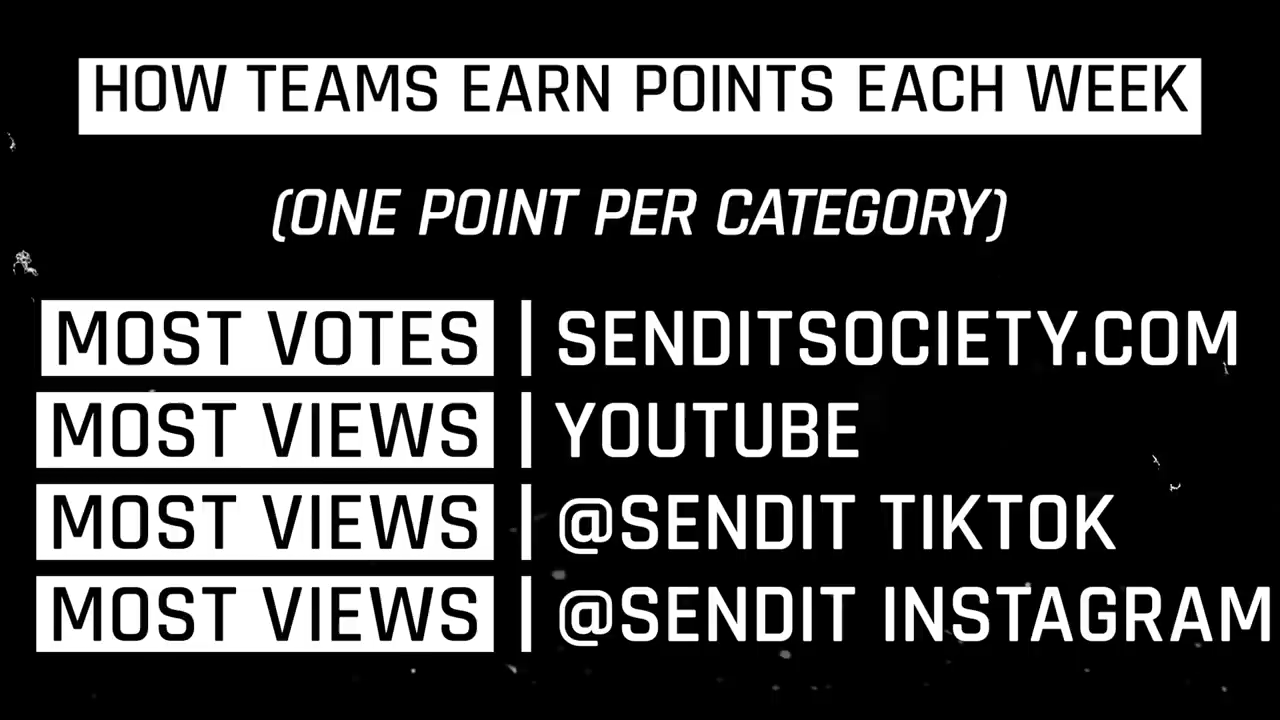 HOW TEAMS EARN POINTS EACH WEEK
(ONE POINT PER CATEGORY)
MOST VOTES | SENDITSOCIETY.COM
MOST VIEWS | YOUTUBE
MOST VIEWS | @SENDIT TIKTOK
MOST VIEWS | @SENDIT INSTAGRAM